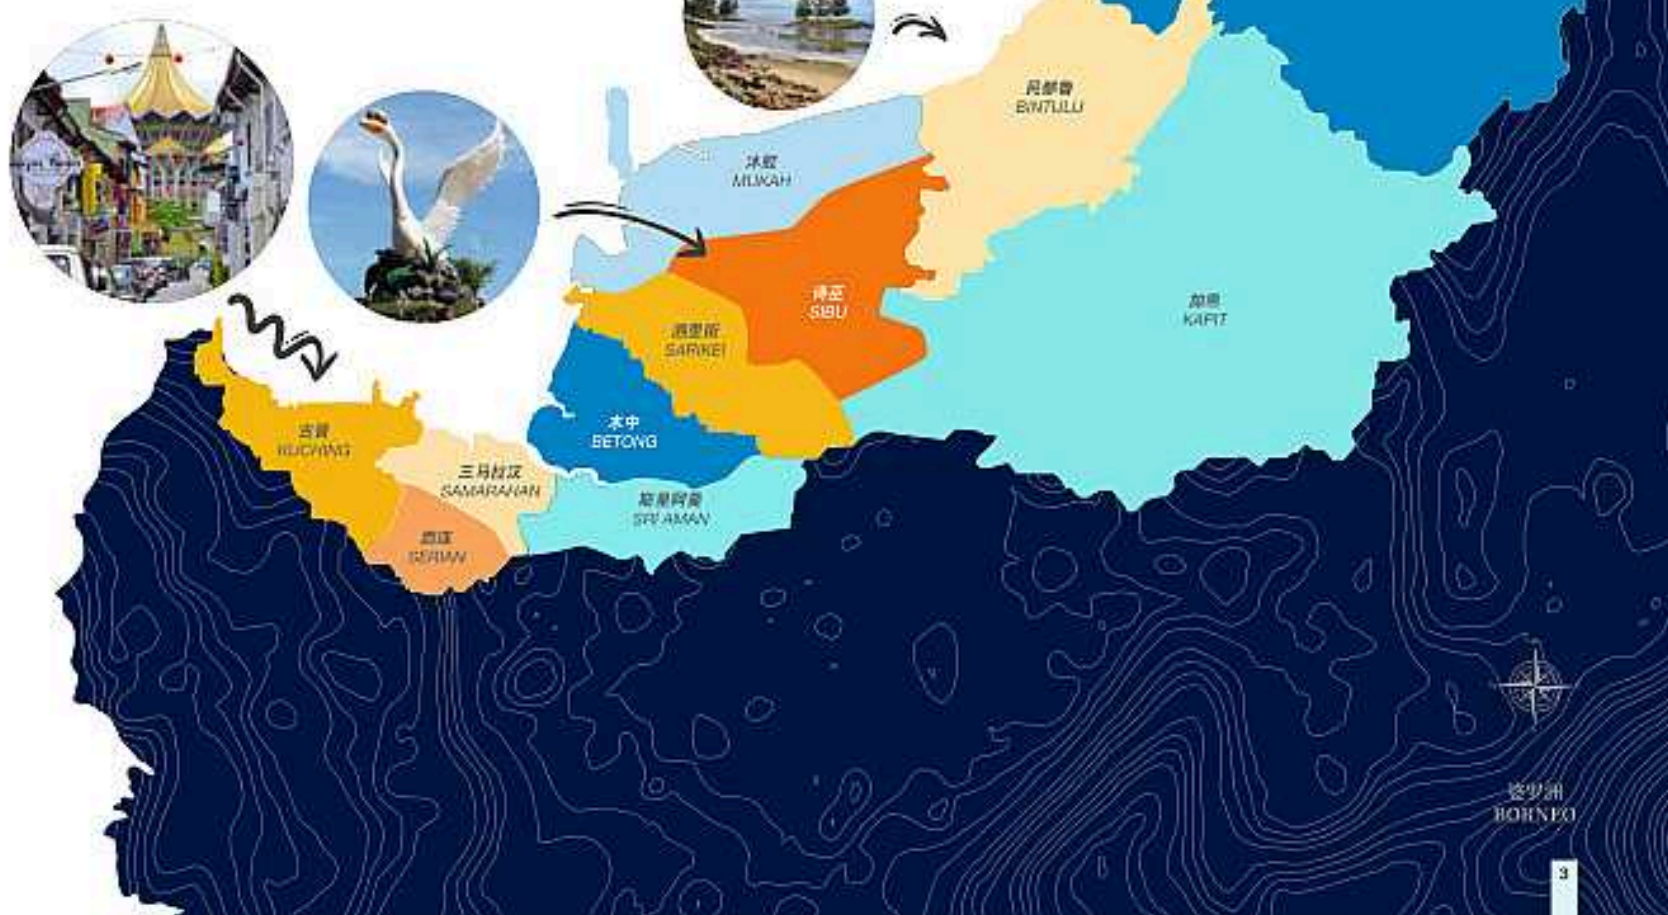 民都鲁
BINTULU
沐胶
MUKAH
诗巫
SIBU
加帛
KAPIT
泗里街
SARIKEI
木中
BETONG
古晋
KUCHING
三马拉汉
SAMARAHAN
斯里阿曼
SRI AMAN
西连
SERIAN
婆罗洲
BORNEO
3